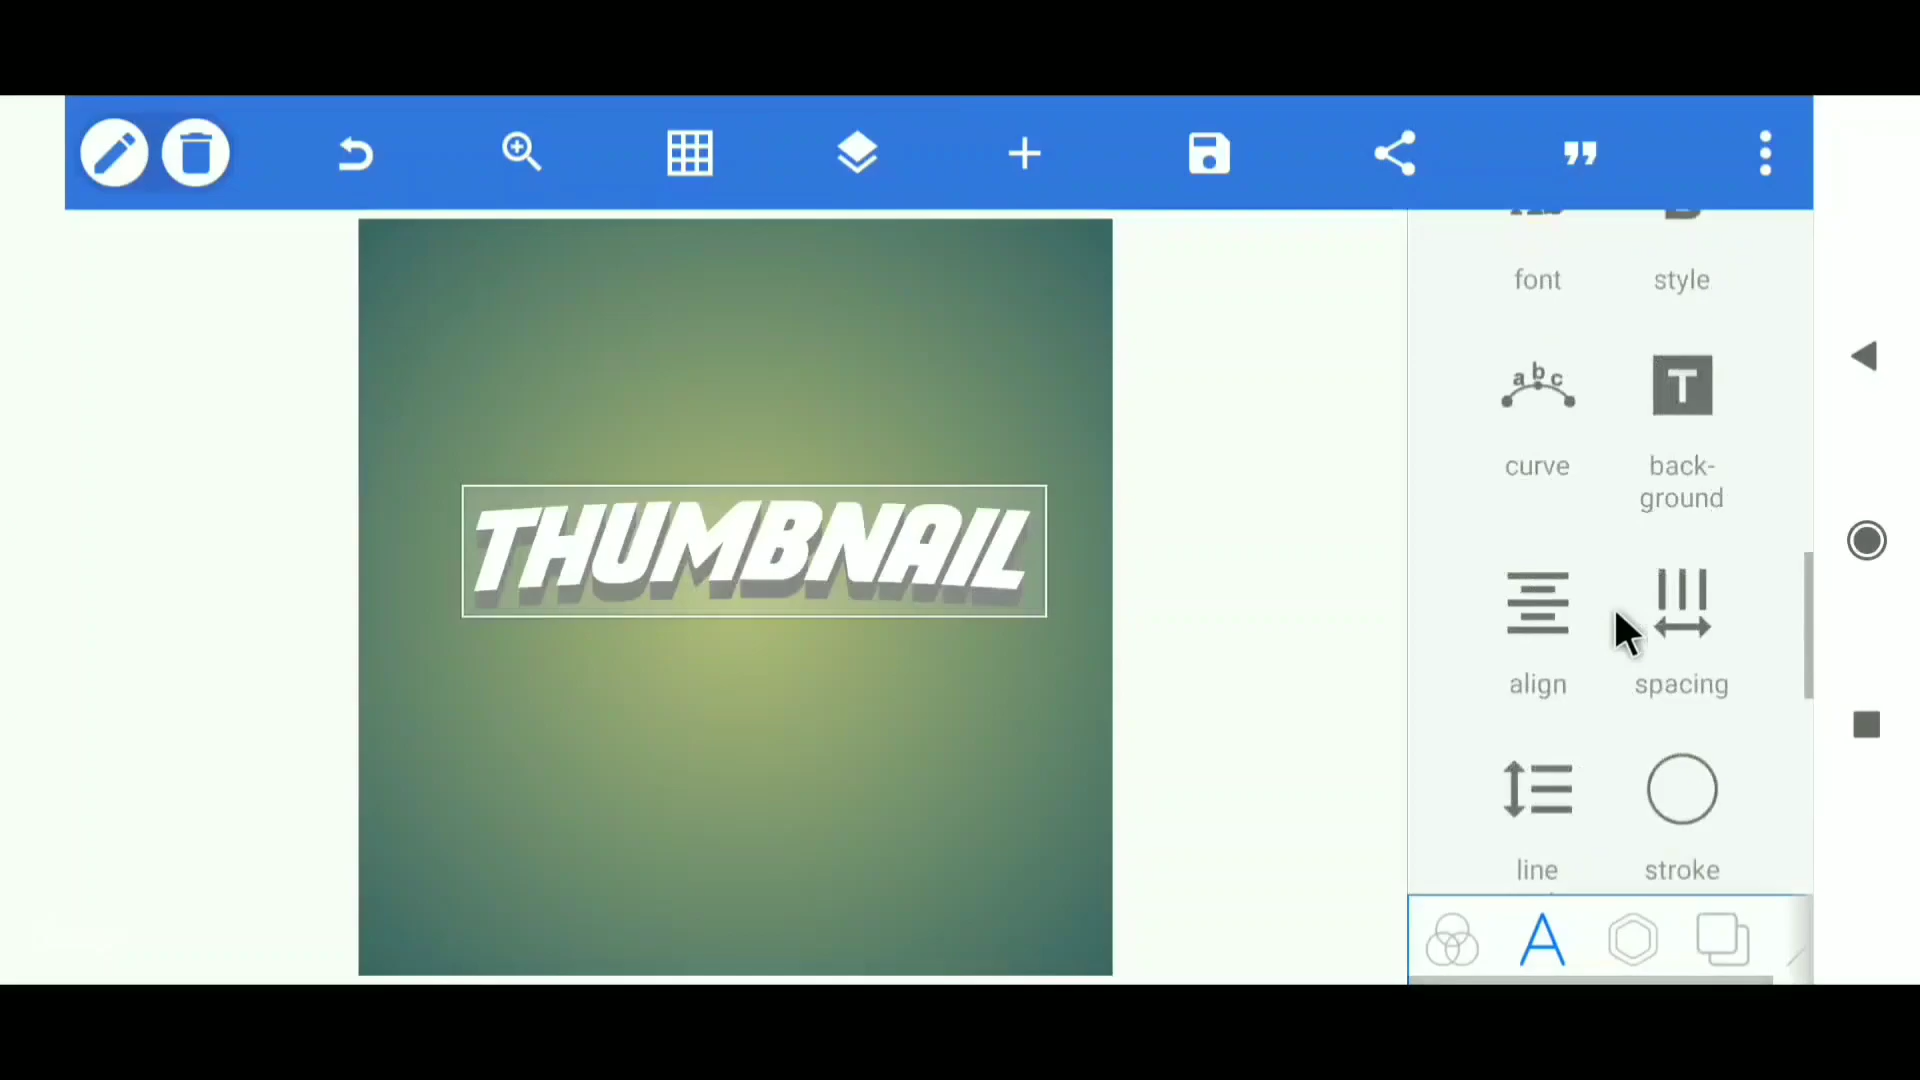 font style
a b c T
curve back-
ground
THUMBNAIL
align spacing
line stroke
A